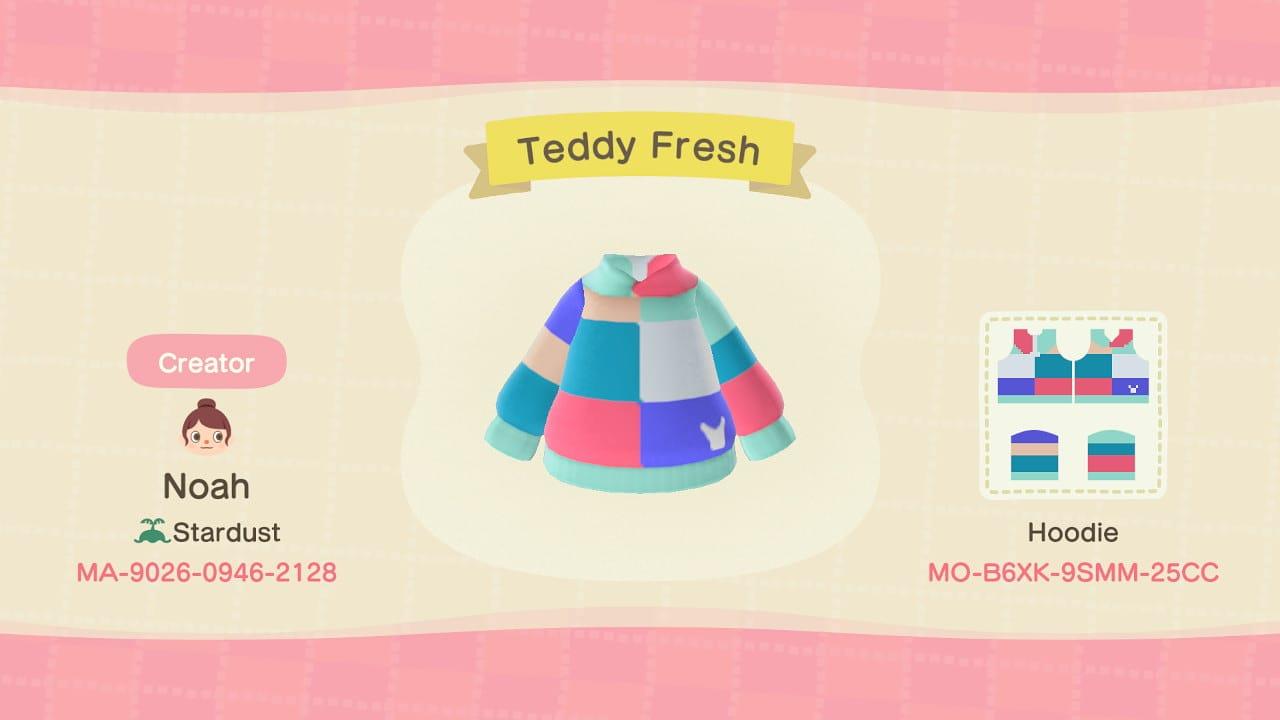 Teddy Fresh
Creator
Noah
Stardust
MA-9026-0946-2128
Hoodie
MO-B6XK-9SMM-25CC